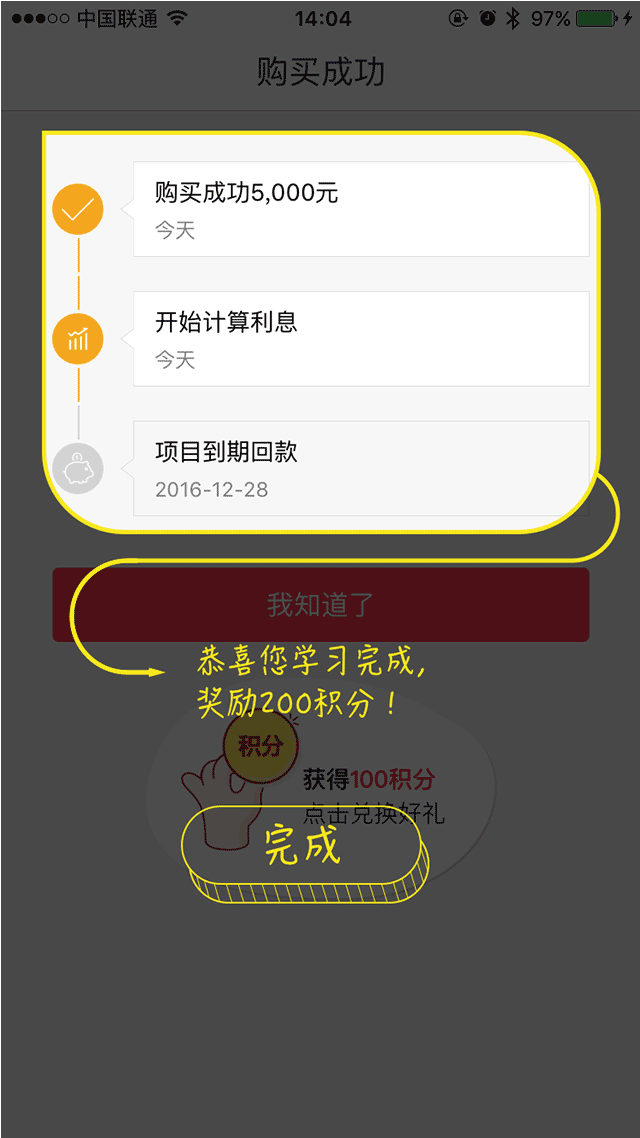 中国联通 14:04 97%
购买成功
购买成功5,000元
今天
开始计算利息
今天
项目到期回款
2016-12-28
我知道了
恭喜您学习完成,
奖励200积分！
积分
获得100积分
点击兑换好礼
完成